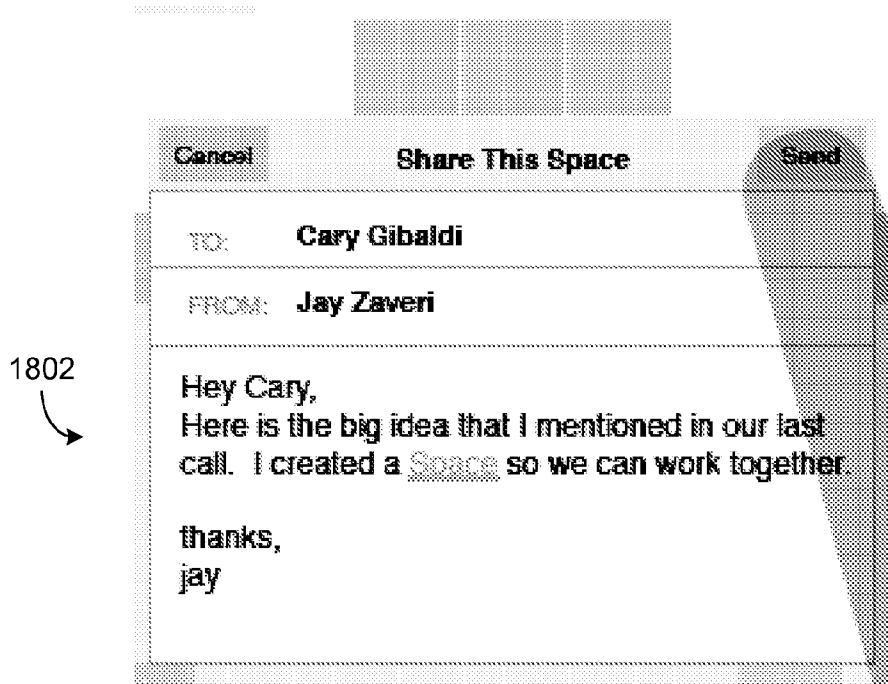 Cancel Share This Space Send
TO: Cary Gibaldi
FROM: Jay Zaveri
1802
Hey Cary,
Here is the big idea that I mentioned in our last
call. I created a Space so we can work together.
thanks,
jay